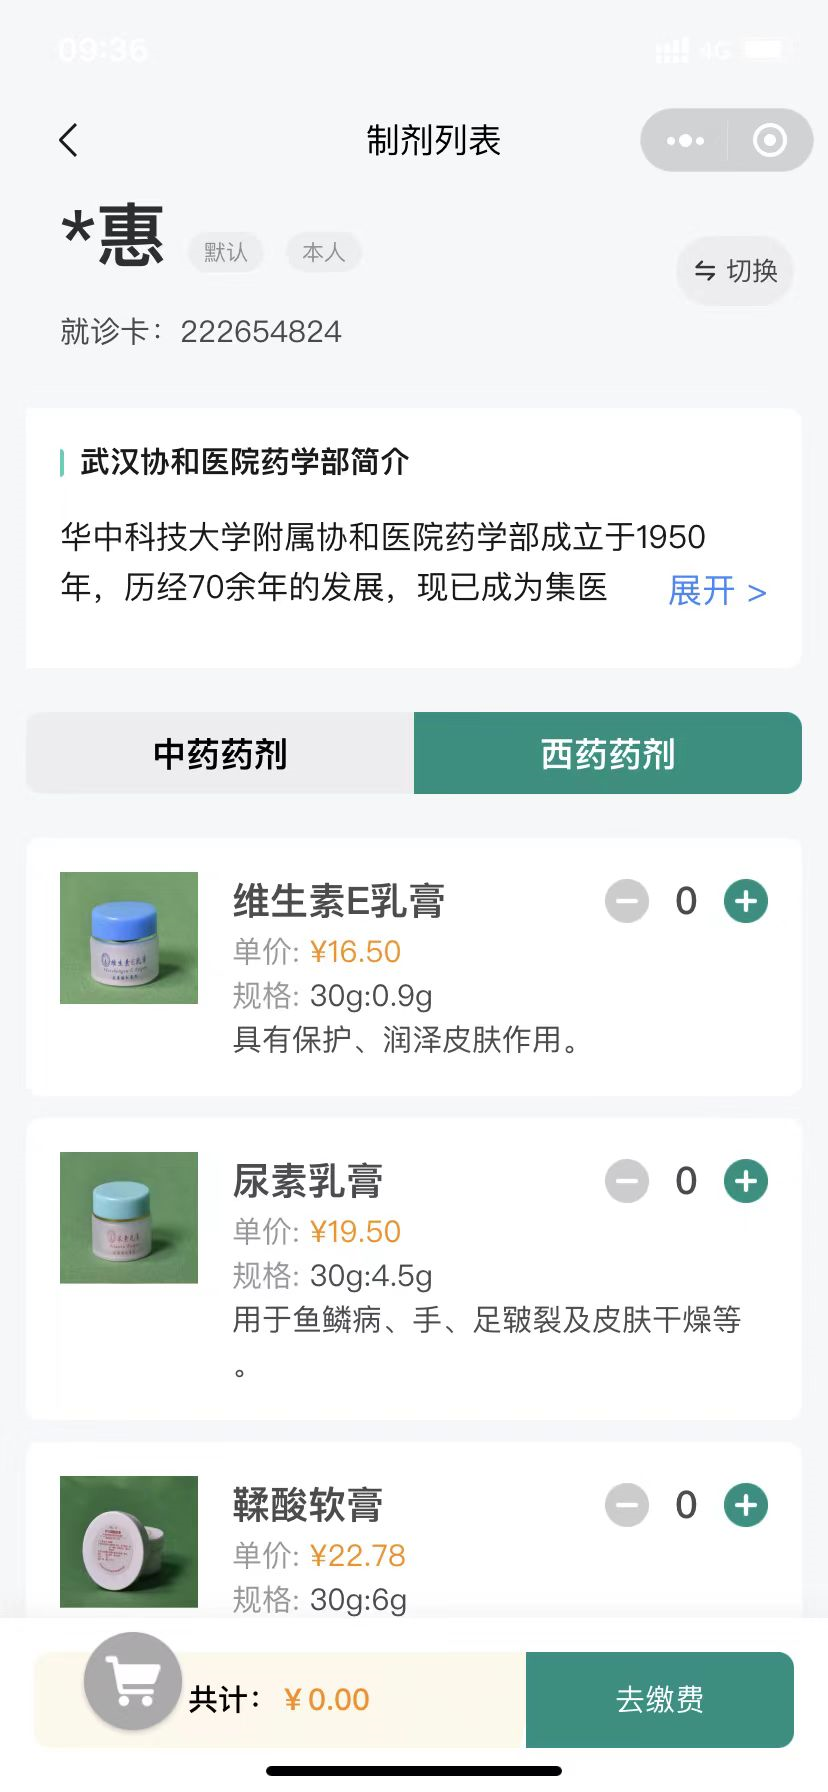 09:36
4G
制剂列表
*惠
默认
本人
切换
就诊卡：222654824
武汉协和医院药学部简介
华中科技大学附属协和医院药学部成立于1950
年，历经70余年的发展，现已成为集医
展开 >
中药药剂
西药药剂
维生素E乳膏
0
单价: ¥16.50
规格: 30g:0.9g
具有保护、润泽皮肤作用。
维生素E乳膏
尿素乳膏
0
单价: ¥19.50
规格: 30g:4.5g
用于鱼鳞病、手、足皲裂及皮肤干燥等
。
鞣酸软膏
0
单价: ¥22.78
规格: 30g:6g
共计：
¥ 0.00
去缴费